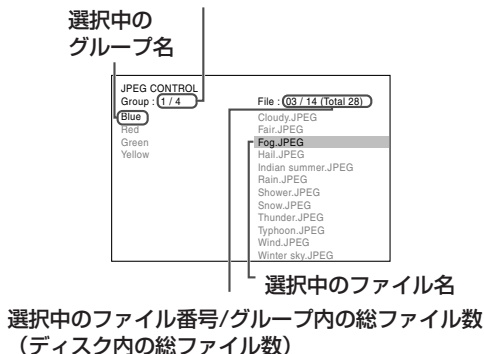 選択中の
グループ名
JPEG CONTROL
Group : 1 / 4
Blue
Red
Green
Yellow
File : 03 / 14 (Total 28)
Cloudy.JPEG
Fair.JPEG
Fog.JPEG
Hail.JPEG
Indian summer.JPEG
Rain.JPEG
Shower.JPEG
Snow.JPEG
Thunder.JPEG
Typhoon.JPEG
Wind.JPEG
Winter sky.JPEG
選択中のファイル名
選択中のファイル番号/グループ内の総ファイル数
（ディスク内の総ファイル数）